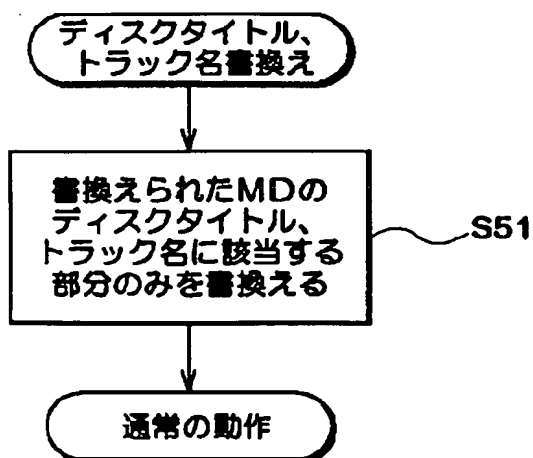 ディスクタイトル、
トラック名書換え
書換えられたMDの
ディスクタイトル、
トラック名に該当する
部分のみを書換える
S51
通常の動作